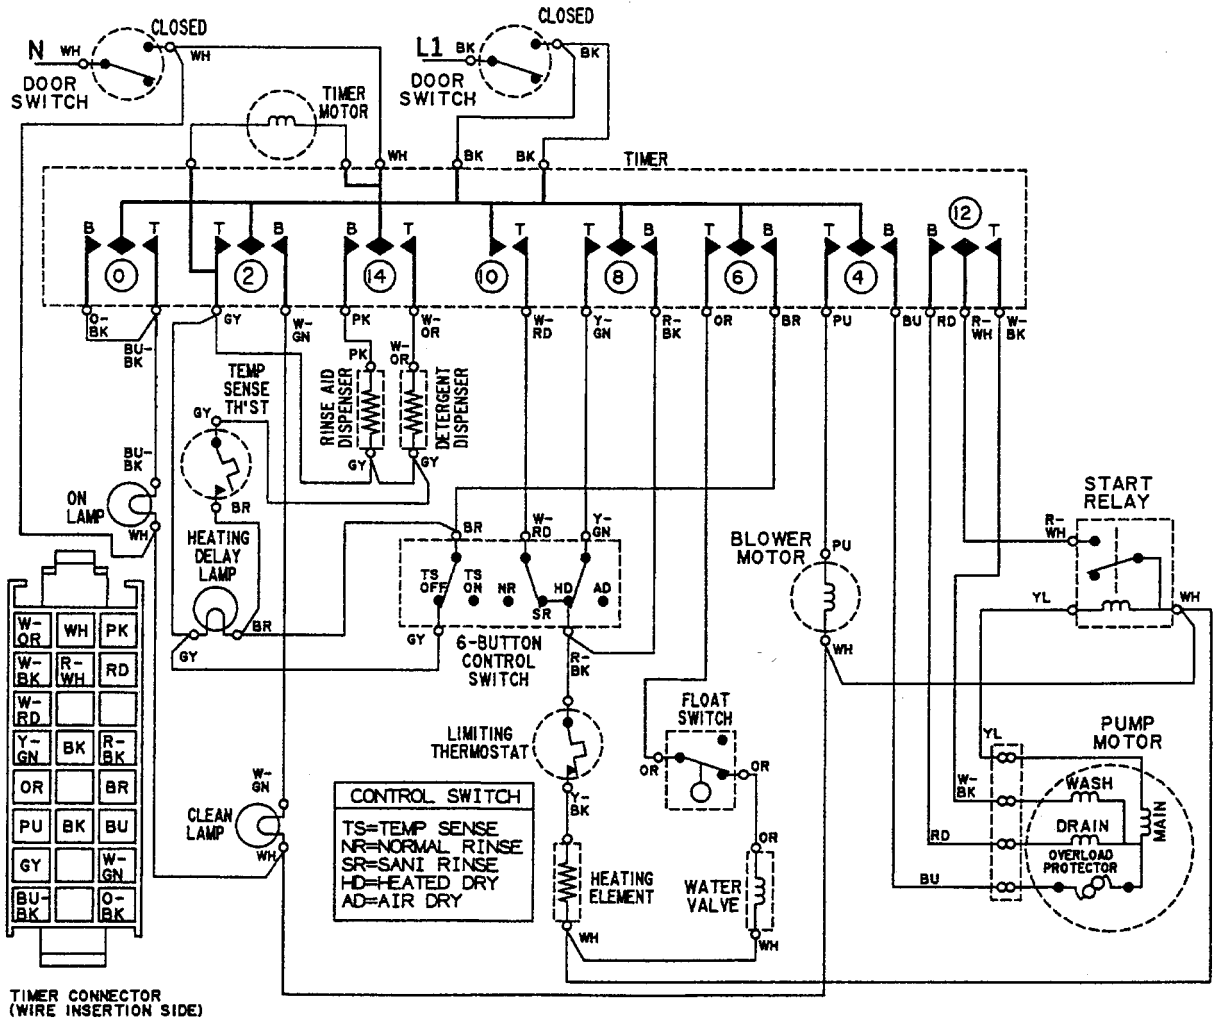 CLOSED
N WH
WH
DOOR
SWITCH
CLOSED
L1 BK
BK
DOOR
SWITCH
TIMER
MOTOR
WH
BK
BK
TIMER
B T
T B
B T
T
T B
T B
T B
B T
12
0
2
14
10
8
6
4
O-
BK
BU-
BK
GY
W-
GN
PK
W-
OR
W-
RD
Y-
GN
R-
BK
OR
BR
PU
BU
RD
R-
WH
W-
BK
PK
W-
OR
TEMP
SENSE
TH'ST
GY
RINSE AID
DISPENSER
DETERGENT
DISPENSER
GY
GY
BU-
BK
ON
LAMP
WH
BR
HEATING
DELAY
LAMP
BR
GY
BR
W-
RD
Y-
GN
TS
OFF
TS
ON
NR
HD
AD
SR
GY
6-BUTTON
CONTROL
SWITCH
R-
BK
BLOWER
MOTOR
PU
WH
START
RELAY
R-
WH
YL
WH
W-
OR
WH
PK
W-
BK
R-
WH
RD
W-
RD
Y-
GN
BK
R-
BK
OR
BR
PU
BK
BU
GY
W-
GN
BU-
BK
O-
BK
LIMITING
THERMOSTAT
FLOAT
SWITCH
OR
OR
YL
PUMP
MOTOR
W-
BK
WASH
MAIN
RD
DRAIN
OVERLOAD
PROTECTOR
BU
W-
GN
CLEAN
LAMP
WH
Y-
BK
CONTROL SWITCH
TS=TEMP SENSE
NR=NORMAL RINSE
SR=SANI RINSE
HD=HEATED DRY
AD=AIR DRY
HEATING
ELEMENT
WH
OR
WATER
VALVE
WH
TIMER CONNECTOR
(WIRE INSERTION SIDE)